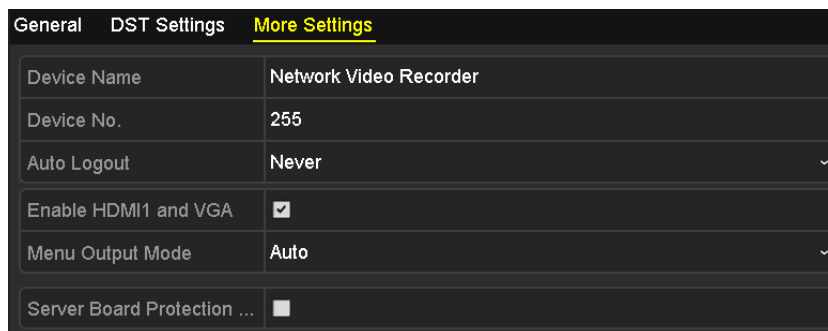 General DST Settings More Settings
Device Name Network Video Recorder
Device No. 255
Auto Logout Never
Enable HDMI1 and VGA
Menu Output Mode Auto
Server Board Protection ...